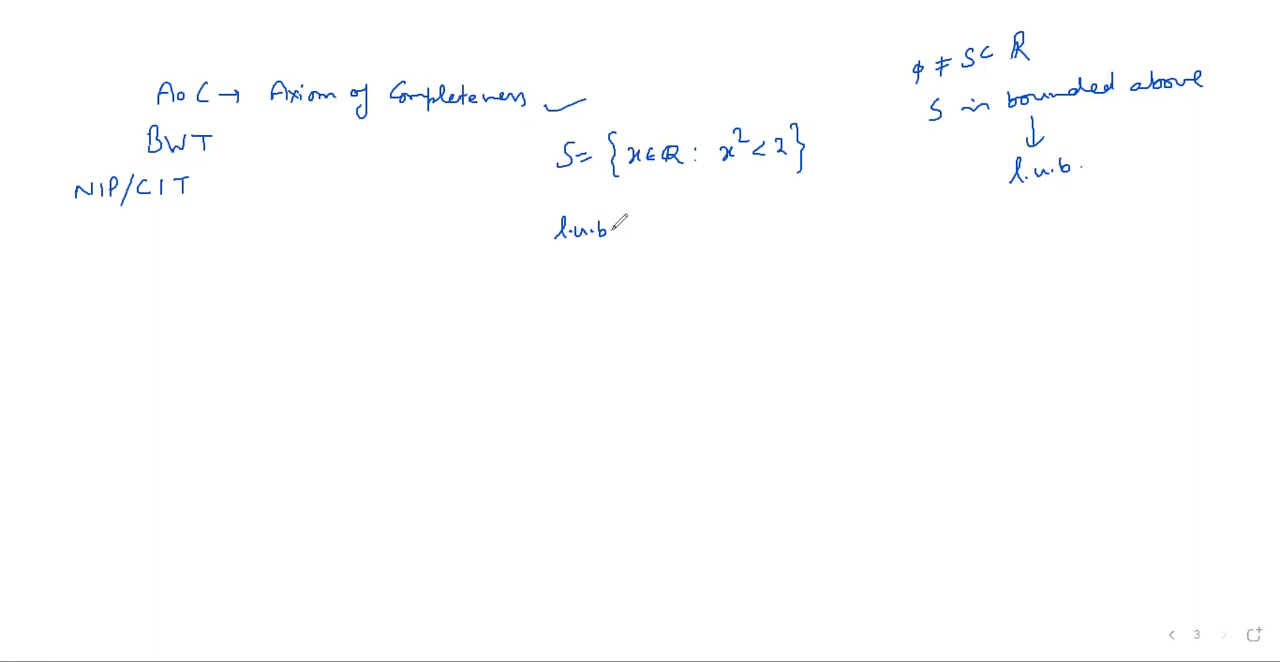 AoC → Axiom of Completeness ✓
BWT
NIP/CIT
S= {x∈ℚ : x² < 2}
l.u.b
φ ≠ S ⊂ ℝ
S is bounded above
↓
l.u.b.
3